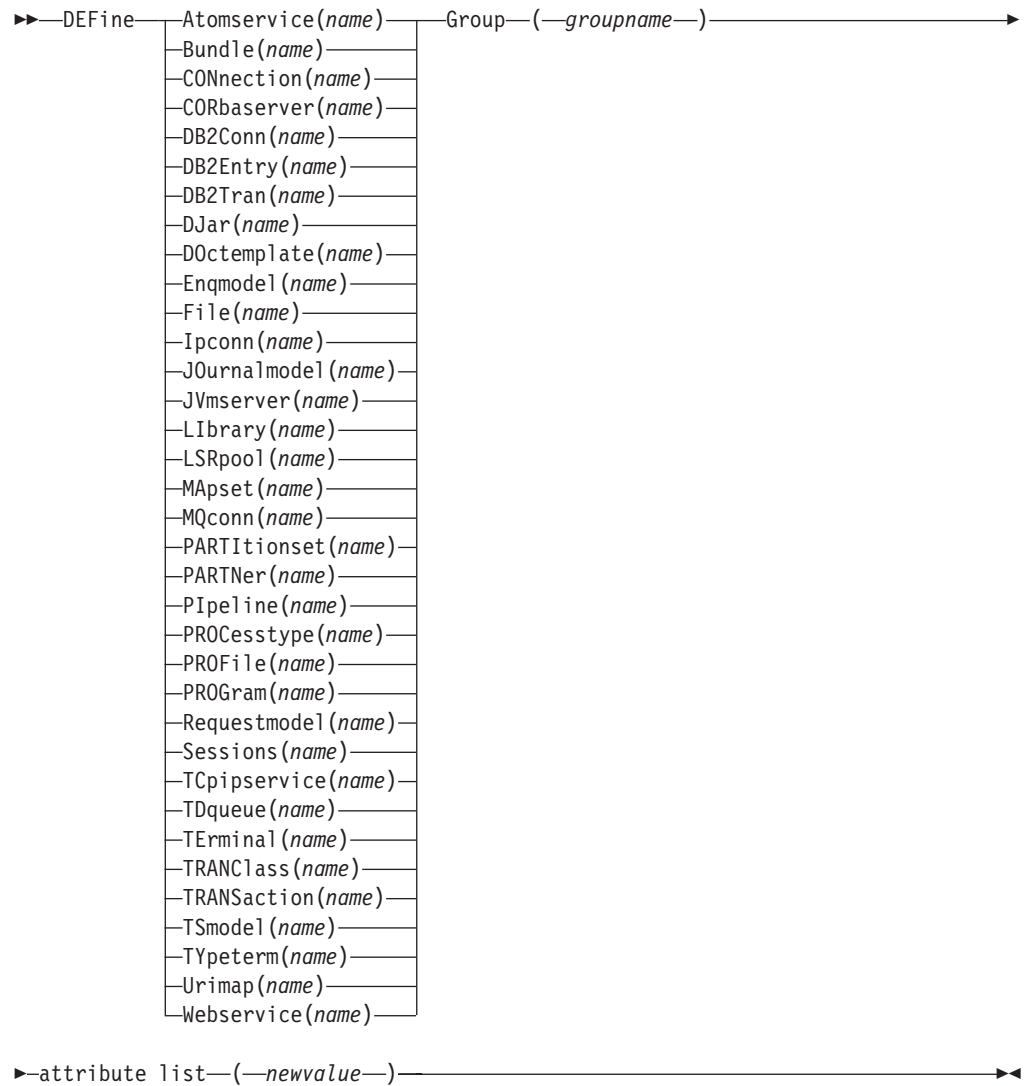 DEFine Atomservice(name) Group ( groupname )
Bundle(name)
CONnection(name)
CORbaserver(name)
DB2Conn(name)
DB2Entry(name)
DB2Tran(name)
DJar(name)
DOctemplate(name)
Enqmodel(name)
File(name)
Ipconn(name)
JOurnalmodel(name)
JVmserver(name)
LIbrary(name)
LSRpool(name)
MApset(name)
MQconn(name)
PARTItionset(name)
PARTNer(name)
PIpeline(name)
PROCesstype(name)
PROFile(name)
PROGram(name)
Requestmodel(name)
Sessions(name)
TCpipservice(name)
TDqueue(name)
TErminal(name)
TRANClass(name)
TRANSaction(name)
TSmodel(name)
TYpeterm(name)
Urimap(name)
Webservice(name)
attribute list ( newvalue )